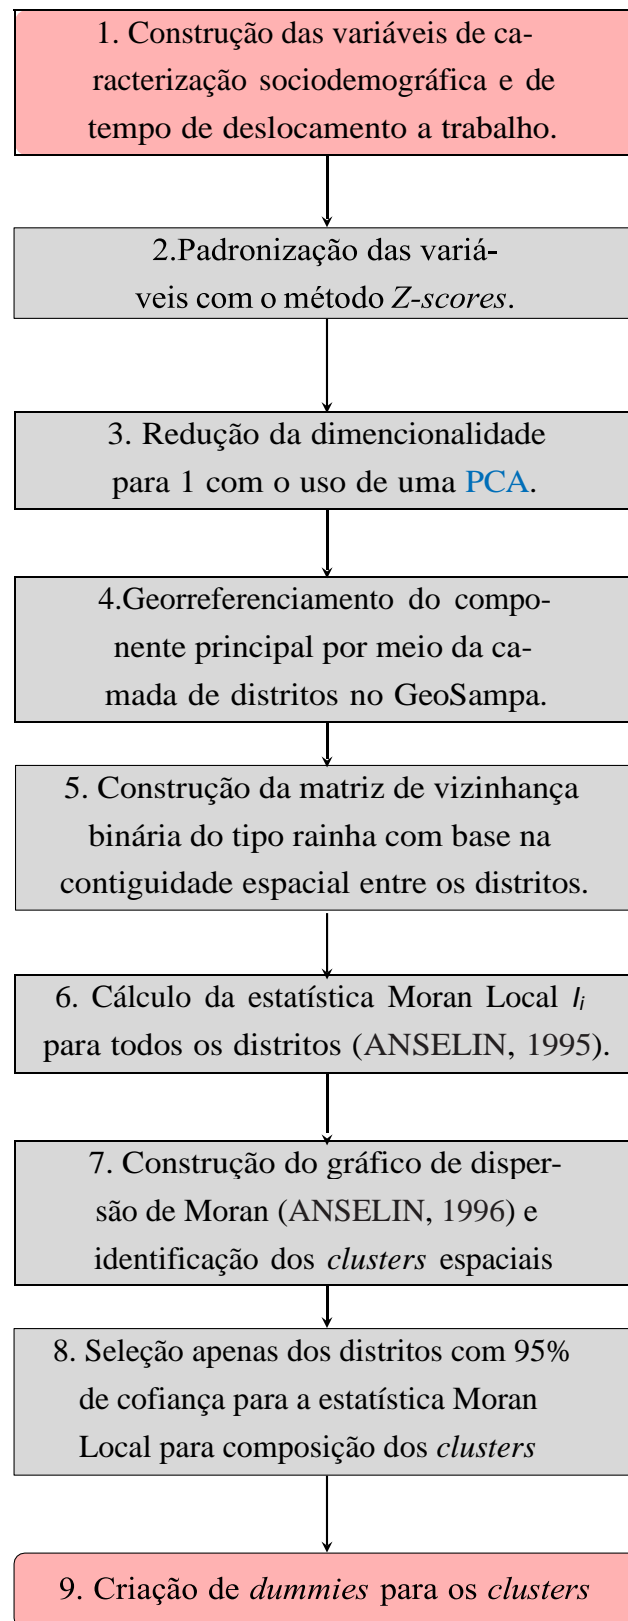 1. Construção das variáveis de ca-
racterização sociodemográfica e de
tempo de deslocamento a trabalho.
2.Padronização das variá-
veis com o método Z-scores.
3. Redução da dimencionalidade
para 1 com o uso de uma PCA.
4.Georreferenciamento do compo-
nente principal por meio da ca-
mada de distritos no GeoSampa.
5. Construção da matriz de vizinhança
binária do tipo rainha com base na
contiguidade espacial entre os distritos.
6. Cálculo da estatística Moran Local Ii
para todos os distritos (ANSELIN, 1995).
7. Construção do gráfico de disper-
são de Moran (ANSELIN, 1996) e
identificação dos clusters espaciais
8. Seleção apenas dos distritos com 95%
de cofiança para a estatística Moran
Local para composição dos clusters
9. Criação de dummies para os clusters